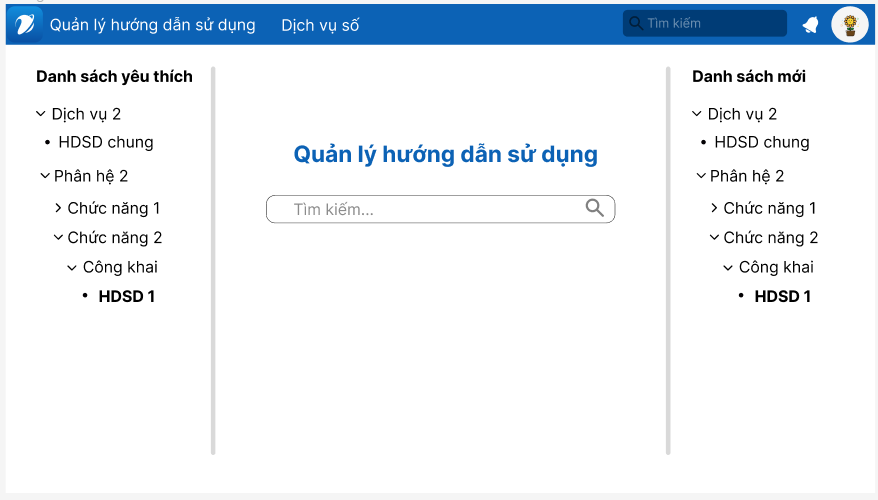 Quản lý hướng dẫn sử dụng
Dịch vụ số
Tìm kiếm
Danh sách yêu thích
Dịch vụ 2
HDSD chung
Phân hệ 2
Chức năng 1
Chức năng 2
Công khai
HDSD 1
Quản lý hướng dẫn sử dụng
Tìm kiếm...
Danh sách mới
Dịch vụ 2
HDSD chung
Phân hệ 2
Chức năng 1
Chức năng 2
Công khai
HDSD 1